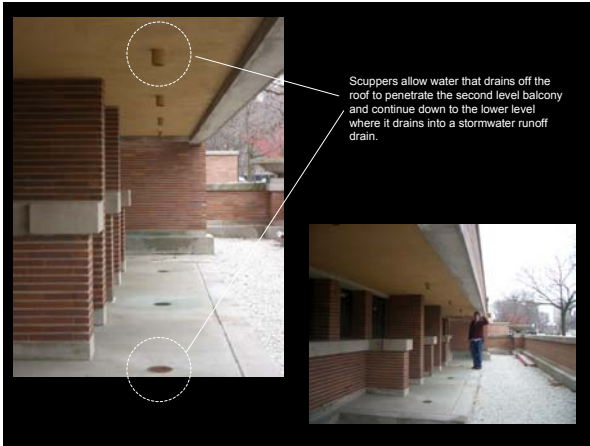 Scuppers allow water that drains off the
roof to penetrate the second level balcony
and continue down to the lower level
where it drains into a stormwater runoff
drain.